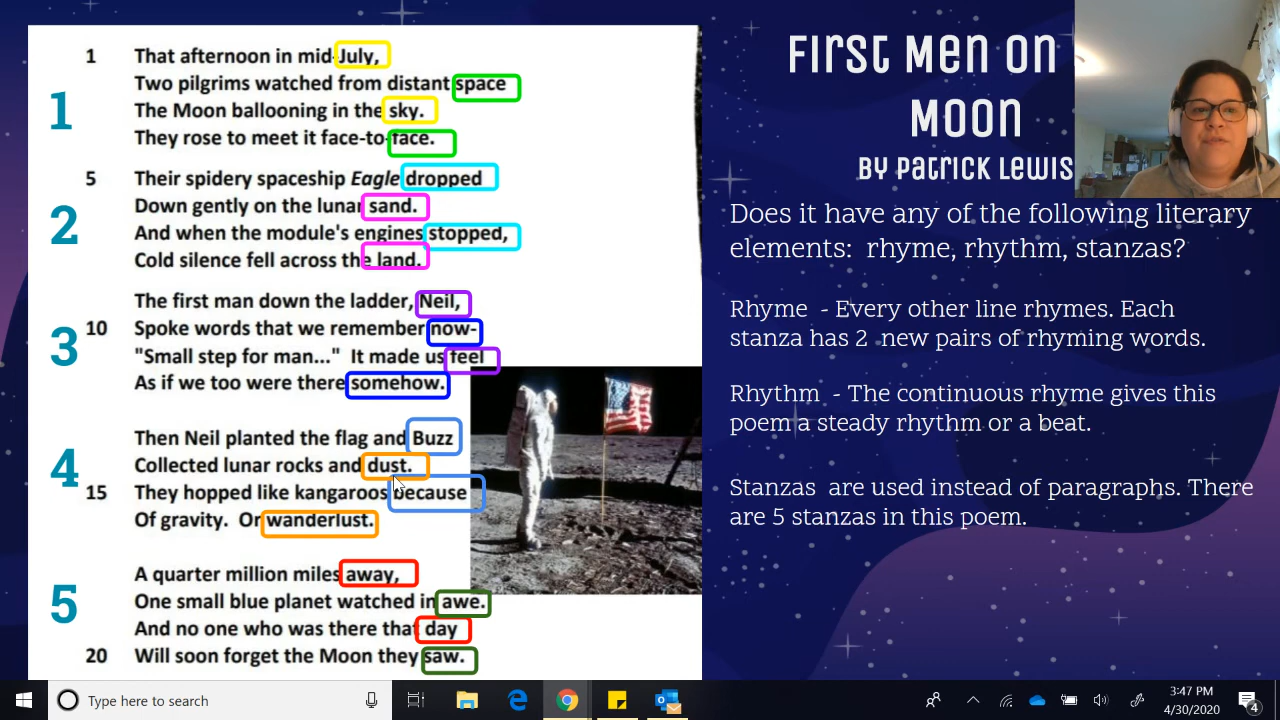 1 That afternoon in mid-July,
Two pilgrims watched from distant space
The Moon ballooning in the sky.
They rose to meet it face-to-face.
1
5 Their spidery spaceship Eagle dropped
Down gently on the lunar sand.
And when the module's engines stopped,
Cold silence fell across the land.
2
The first man down the ladder, Neil,
10 Spoke words that we remember now-
"Small step for man..." It made us feel
As if we too were there somehow.
3
Then Neil planted the flag and Buzz
Collected lunar rocks and dust.
15 They hopped like kangaroos because
Of gravity. Or wanderlust.
4
A quarter million miles away,
One small blue planet watched in awe.
And no one who was there that day
20 Will soon forget the Moon they saw.
5
First Men on
Moon
By Patrick Lewis
Does it have any of the following literary
elements: rhyme, rhythm, stanzas?
Rhyme - Every other line rhymes. Each
stanza has 2 new pairs of rhyming words.
Rhythm - The continuous rhyme gives this
poem a steady rhythm or a beat.
Stanzas are used instead of paragraphs. There
are 5 stanzas in this poem.
Type here to search
3:47 PM
4/30/2020
4